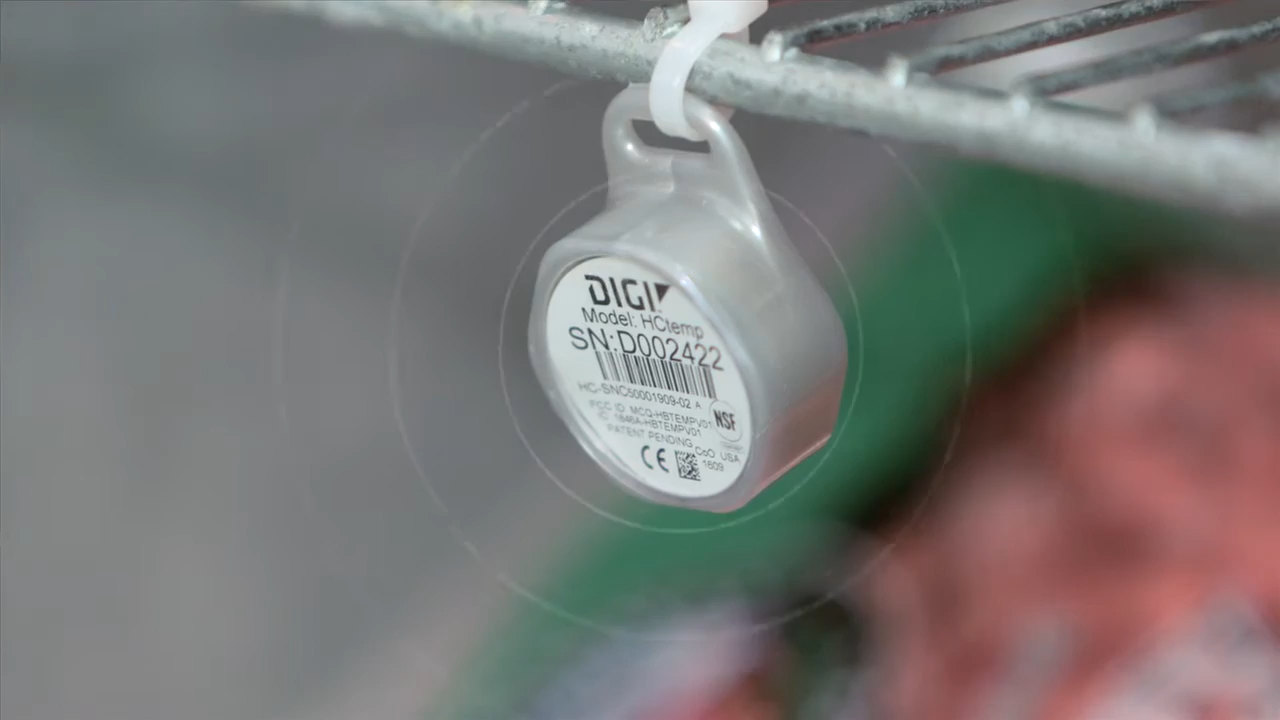 DIGI
Model: HCtemp
SN:D002422
HC-SNC50001909-02 A
FCC ID MCQ-HBTEMPV01
IC 1846A-HBTEMPV01
NSF
PATENT PENDING
CoO USA
CE
1609